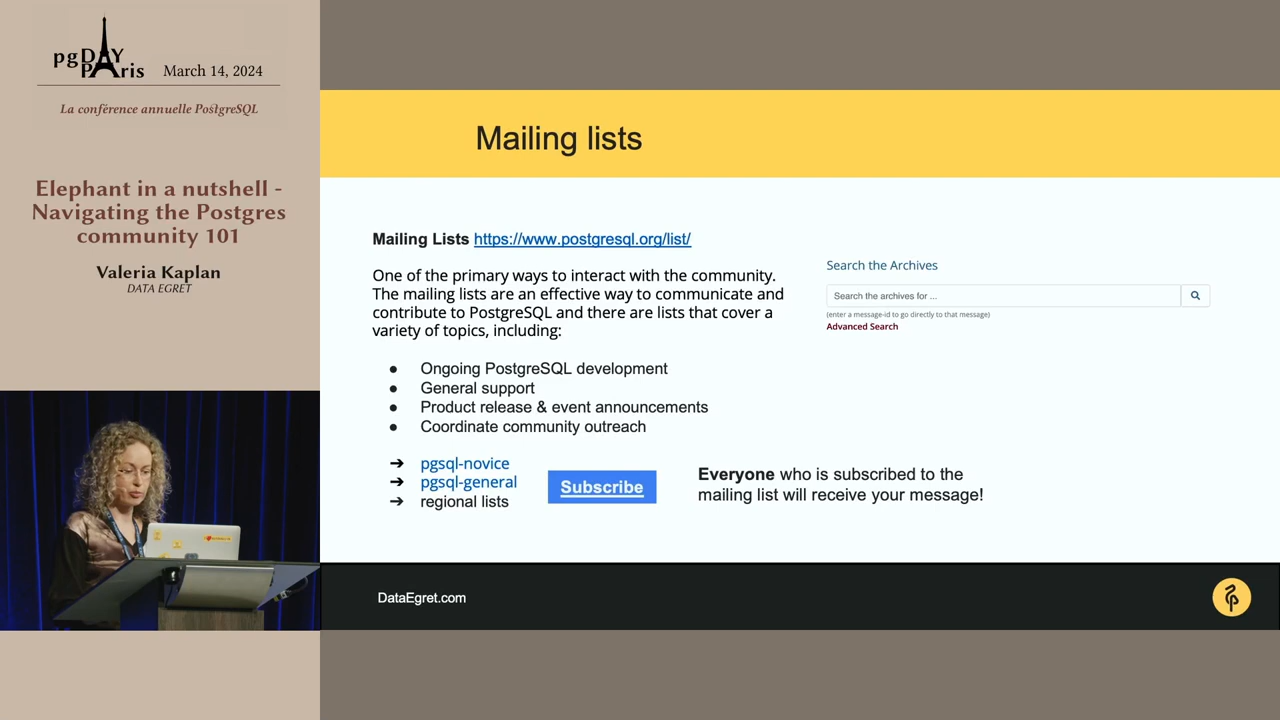 pgDAY
PAris
March 14, 2024
La conférence annuelle PostgreSQL
Elephant in a nutshell -
Navigating the Postgres
community 101
Valeria Kaplan
DATA EGRET
Mailing lists
Mailing Lists https://www.postgresql.org/list/
One of the primary ways to interact with the community.
The mailing lists are an effective way to communicate and
contribute to PostgreSQL and there are lists that cover a
variety of topics, including:
● Ongoing PostgreSQL development
● General support
● Product release & event announcements
● Coordinate community outreach
➔ pgsql-novice
➔ pgsql-general
➔ regional lists
Subscribe
Search the Archives
Search the archives for ...
(enter a message-id to go directly to that message)
Advanced Search
Everyone who is subscribed to the
mailing list will receive your message!
DataEgret.com